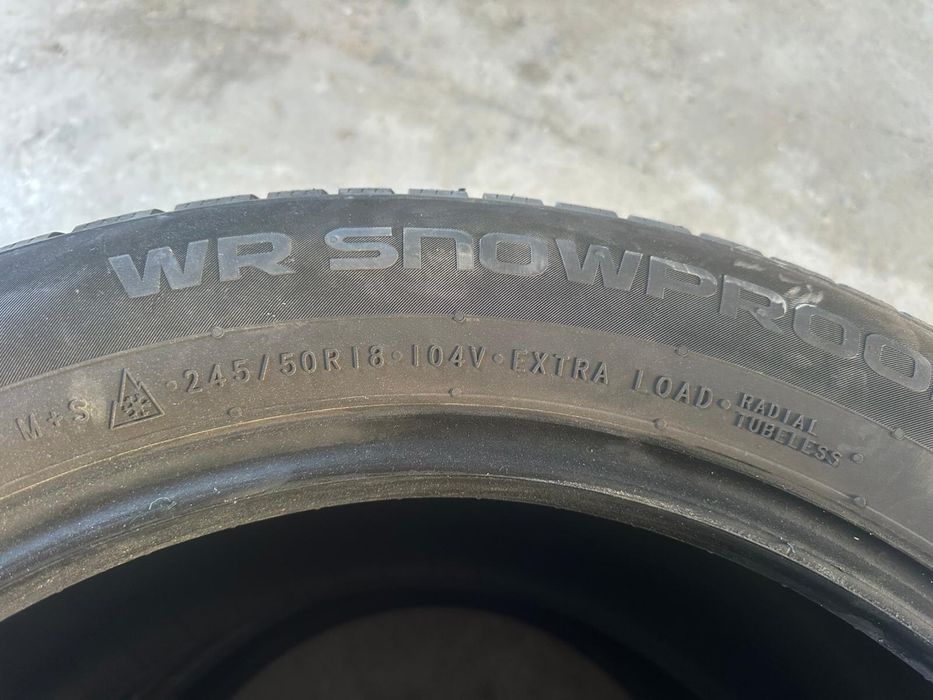 WR SNOWPROO
M+S · 245/50R18 · 104V · EXTRA LOAD · RADIAL
TUBELESS